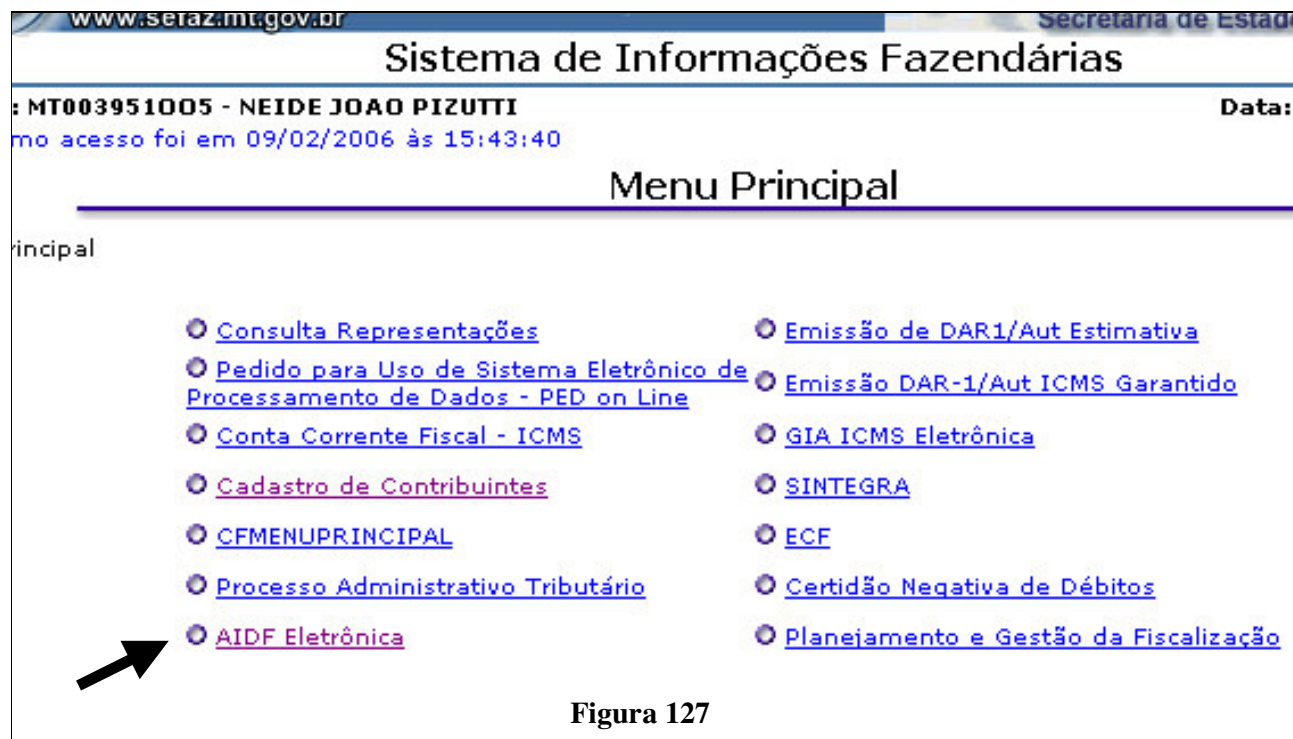 www.sefaz.mt.gov.br
Secretaria de Estad
Sistema de Informações Fazendárias
: MT003951OO5 - NEIDE JOAO PIZUTTI
Data:
mo acesso foi em 09/02/2006 às 15:43:40
Menu Principal
rincipal
Consulta Representações
Emissão de DAR1/Aut Estimativa
Pedido para Uso de Sistema Eletrônico de
Processamento de Dados - PED on Line
Emissão DAR-1/Aut ICMS Garantido
Conta Corrente Fiscal - ICMS
GIA ICMS Eletrônica
Cadastro de Contribuintes
SINTEGRA
CFMENUPRINCIPAL
ECF
Processo Administrativo Tributário
Certidão Negativa de Débitos
AIDF Eletrônica
Planejamento e Gestão da Fiscalização
Figura 127